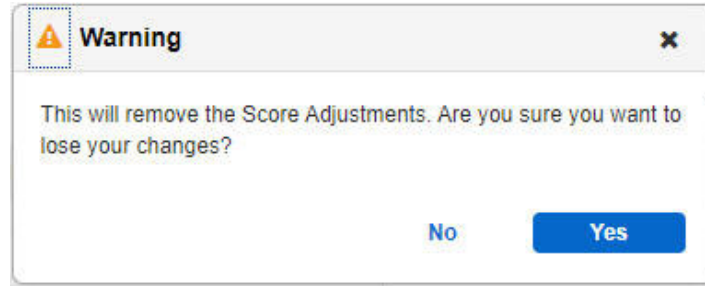 Warning
This will remove the Score Adjustments. Are you sure you want to
lose your changes?
No Yes